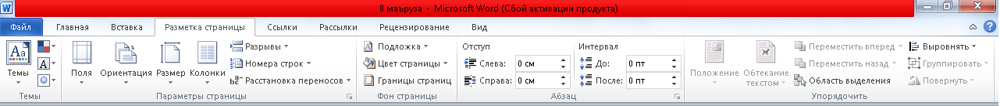 8 маъруза - Microsoft Word (Сбой активации продукта)
Файл Главная Вставка Разметка страницы Ссылки Рассылки Рецензирование Вид
Темы Поля Ориентация Размер Колонки Разрывы Номера строк Расстановка переносов
Подложка Цвет страницы Границы страниц
Отступ Слева: 0 см Справа: 0 см
Интервал До: 0 пт После: 0 пт
Положение Обтекание текстом Переместить вперед Переместить назад Область выделения Выровнять Группировать Повернуть
Темы Параметры страницы Фон страницы Абзац Упорядочить